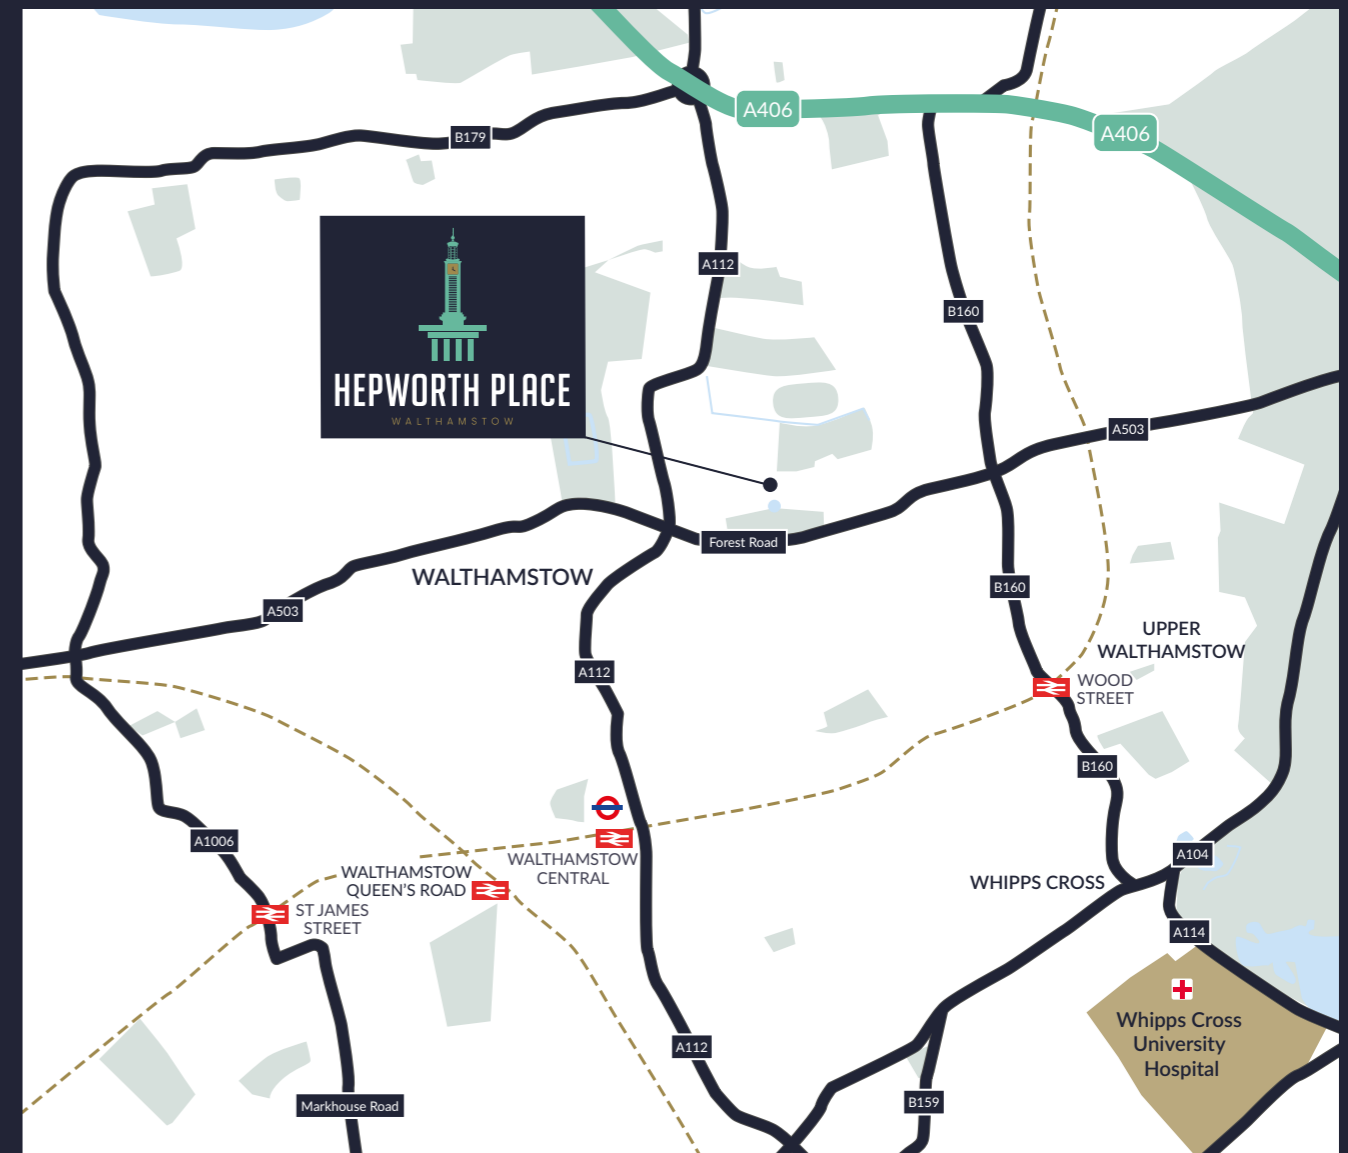 A406
A406
B179
A112
B160
HEPWORTH PLACE
WALTHAMSTOW
A503
Forest Road
WALTHAMSTOW
B160
A503
UPPER
WALTHAMSTOW
A112
WOOD
STREET
B160
A1006
WALTHAMSTOW
CENTRAL
A104
WALTHAMSTOW
QUEEN'S ROAD
WHIPPS CROSS
ST JAMES
STREET
A114
Whipps Cross
University
Hospital
A112
B159
Markhouse Road